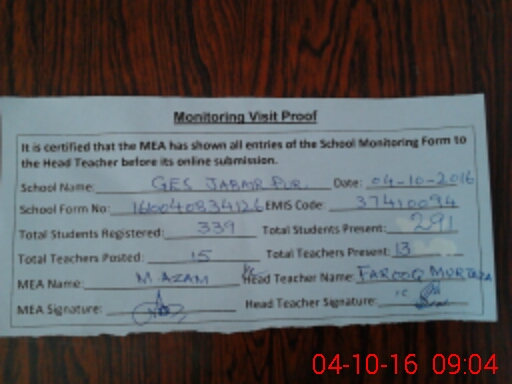 Monitoring Visit Proof
It is certified that the MEA has shown all entries of the School Monitoring Form to
the Head Teacher before its online submission.
School Name: GES JABAIR PUR. Date: 04-10-2016
School Form No: 1610040834126 EMIS Code: 37410094
Total Students Registered: 339 Total Students Present: 291
Total Teachers Posted: 15 Total Teachers Present: 13
MEA Name: M AZAM Head Teacher Name: FAROOQ MURTAZA
MEA Signature: Head Teacher Signature:
04-10-16 09:04